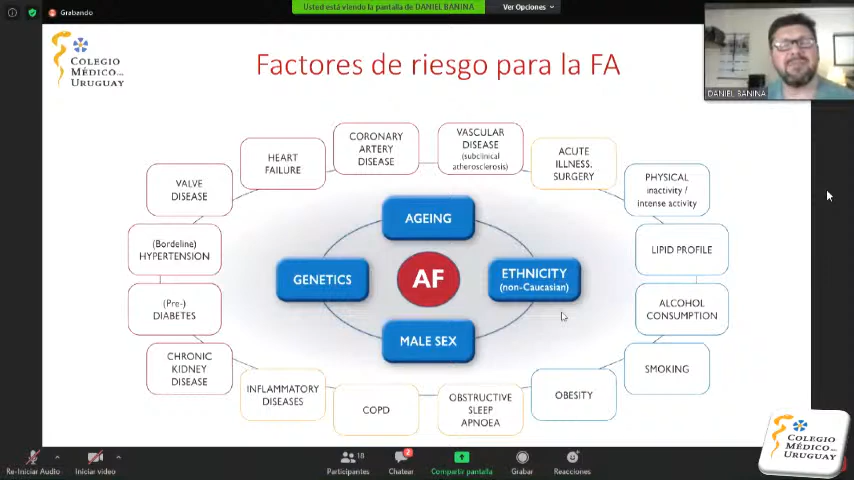 Grabando
Usted está viendo la pantalla de DANIEL BANINA
Ver Opciones
COLEGIO
MÉDICO DEL
URUGUAY
Factores de riesgo para la FA
DANIEL BANINA
CORONARY
ARTERY
DISEASE
VASCULAR
DISEASE
(subclinical
atherosclerosis)
HEART
FAILURE
ACUTE
ILLNESS,
SURGERY
VALVE
DISEASE
PHYSICAL
inactivity /
intense activity
AGEING
(Bordeline)
HYPERTENSION
LIPID PROFILE
GENETICS
AF
ETHNICITY
(non-Caucasian)
(Pre-)
DIABETES
ALCOHOL
CONSUMPTION
MALE SEX
CHRONIC
KIDNEY
DISEASE
SMOKING
INFLAMMATORY
DISEASES
COPD
OBSTRUCTIVE
SLEEP
APNOEA
OBESITY
COLEGIO
MÉDICO DEL
URUGUAY
Re-Iniciar Audio
Iniciar video
18
Participantes
2
Chatear
Compartir pantalla
Grabar
Reacciones